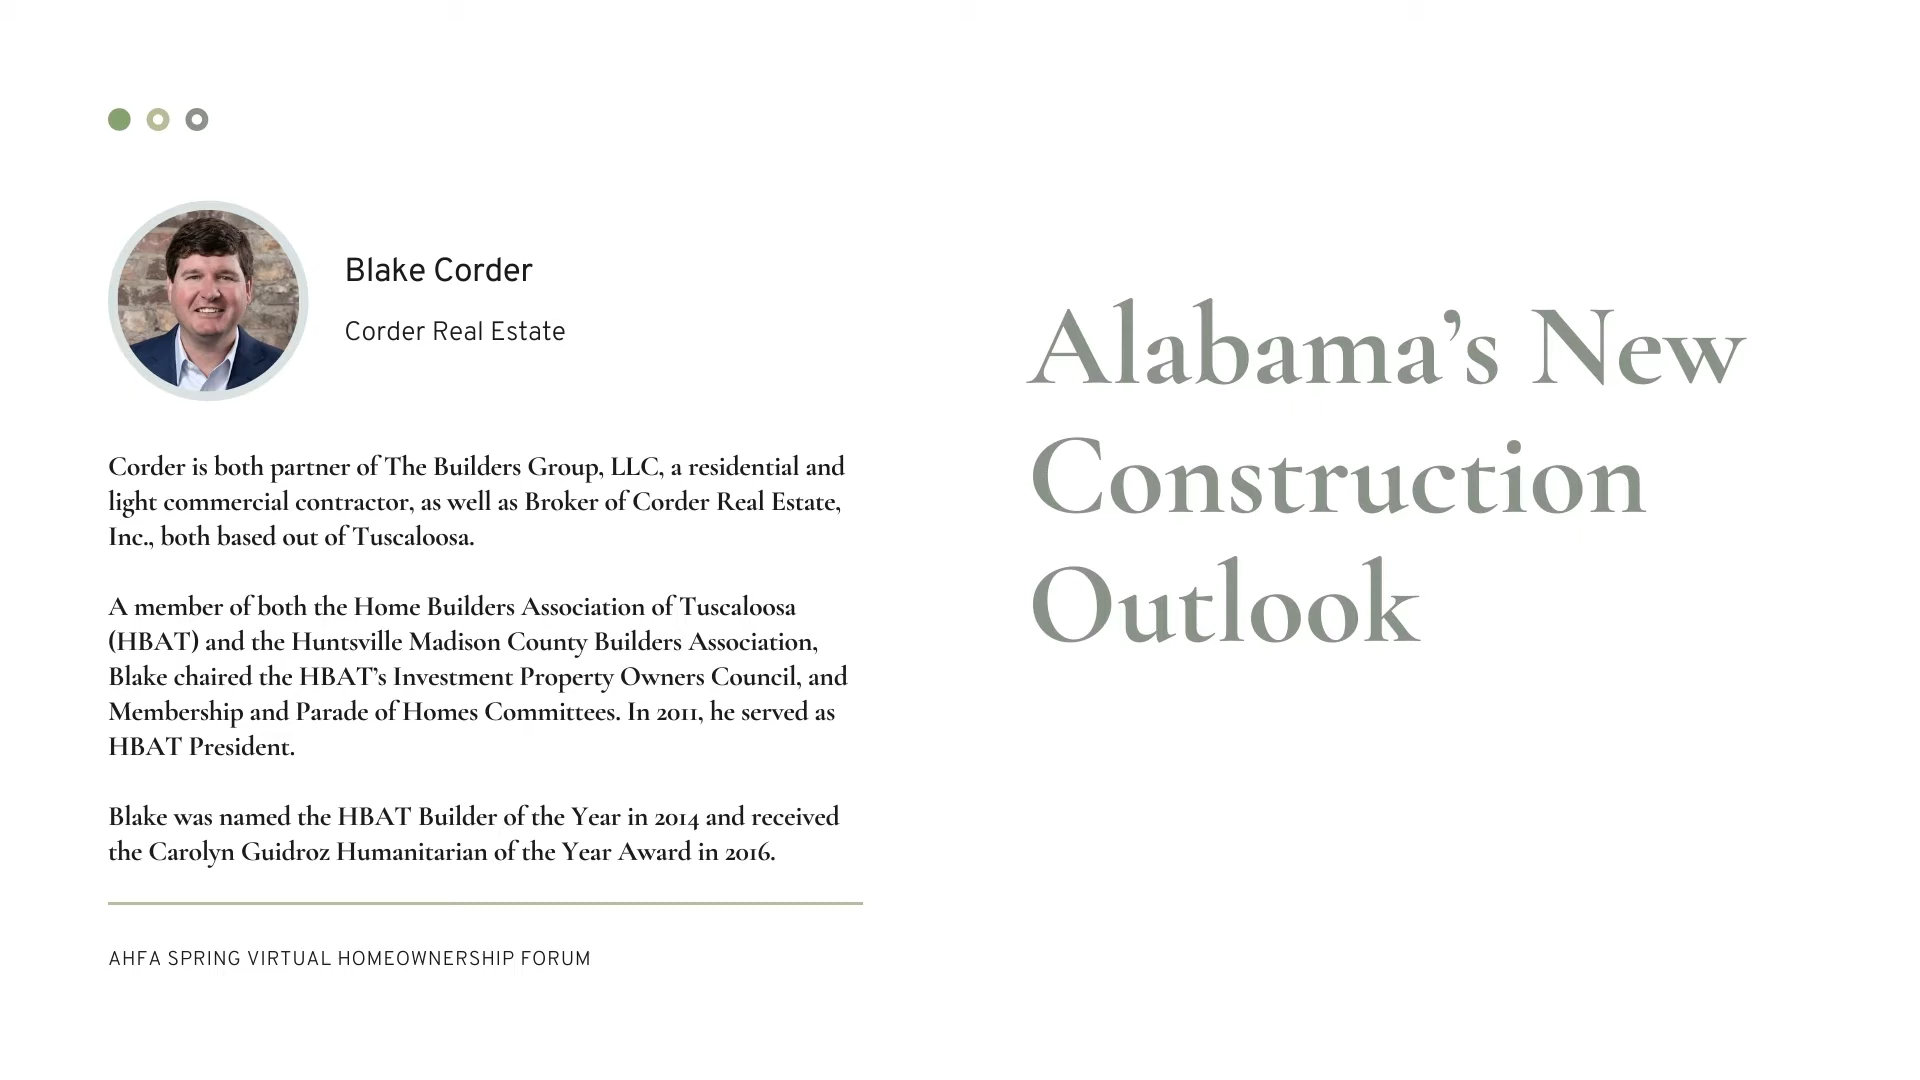 Blake Corder
Corder Real Estate
Corder is both partner of The Builders Group, LLC, a residential and
light commercial contractor, as well as Broker of Corder Real Estate,
Inc., both based out of Tuscaloosa.
A member of both the Home Builders Association of Tuscaloosa
(HBAT) and the Huntsville Madison County Builders Association,
Blake chaired the HBAT’s Investment Property Owners Council, and
Membership and Parade of Homes Committees. In 2011, he served as
HBAT President.
Blake was named the HBAT Builder of the Year in 2014 and received
the Carolyn Guidroz Humanitarian of the Year Award in 2016.
AHFA SPRING VIRTUAL HOMEOWNERSHIP FORUM
Alabama’s New
Construction
Outlook